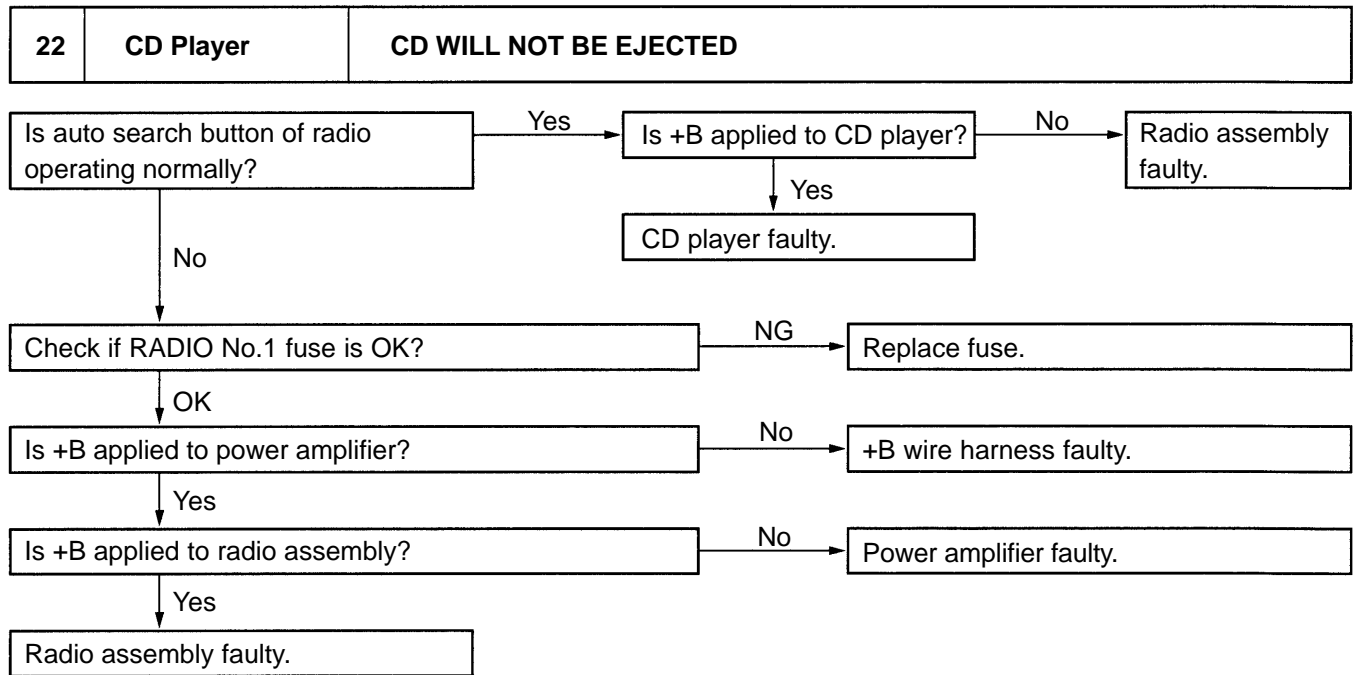 22 CD Player CD WILL NOT BE EJECTED
Is auto search button of radio
operating normally?
Yes
Is +B applied to CD player?
No
Radio assembly
faulty.
Yes
CD player faulty.
No
Check if RADIO No.1 fuse is OK?
NG
Replace fuse.
OK
Is +B applied to power amplifier?
No
+B wire harness faulty.
Yes
Is +B applied to radio assembly?
No
Power amplifier faulty.
Yes
Radio assembly faulty.